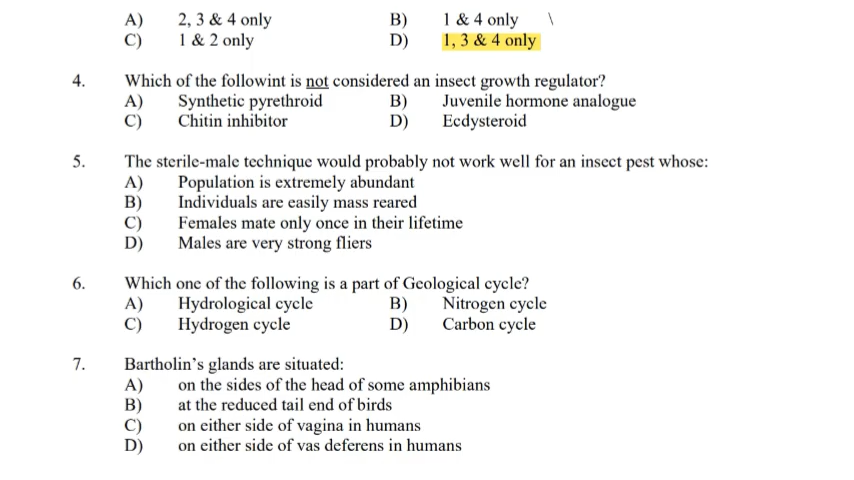 A) 2, 3 & 4 only B) 1 & 4 only \
C) 1 & 2 only D) 1, 3 & 4 only
4. Which of the followint is not considered an insect growth regulator?
A) Synthetic pyrethroid B) Juvenile hormone analogue
C) Chitin inhibitor D) Ecdysteroid
5. The sterile-male technique would probably not work well for an insect pest whose:
A) Population is extremely abundant
B) Individuals are easily mass reared
C) Females mate only once in their lifetime
D) Males are very strong fliers
6. Which one of the following is a part of Geological cycle?
A) Hydrological cycle B) Nitrogen cycle
C) Hydrogen cycle D) Carbon cycle
7. Bartholin's glands are situated:
A) on the sides of the head of some amphibians
B) at the reduced tail end of birds
C) on either side of vagina in humans
D) on either side of vas deferens in humans